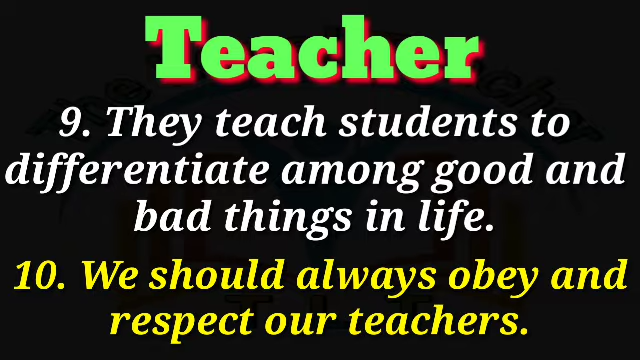 Teacher
9. They teach students to
differentiate among good and
bad things in life.
10. We should always obey and
respect our teachers.